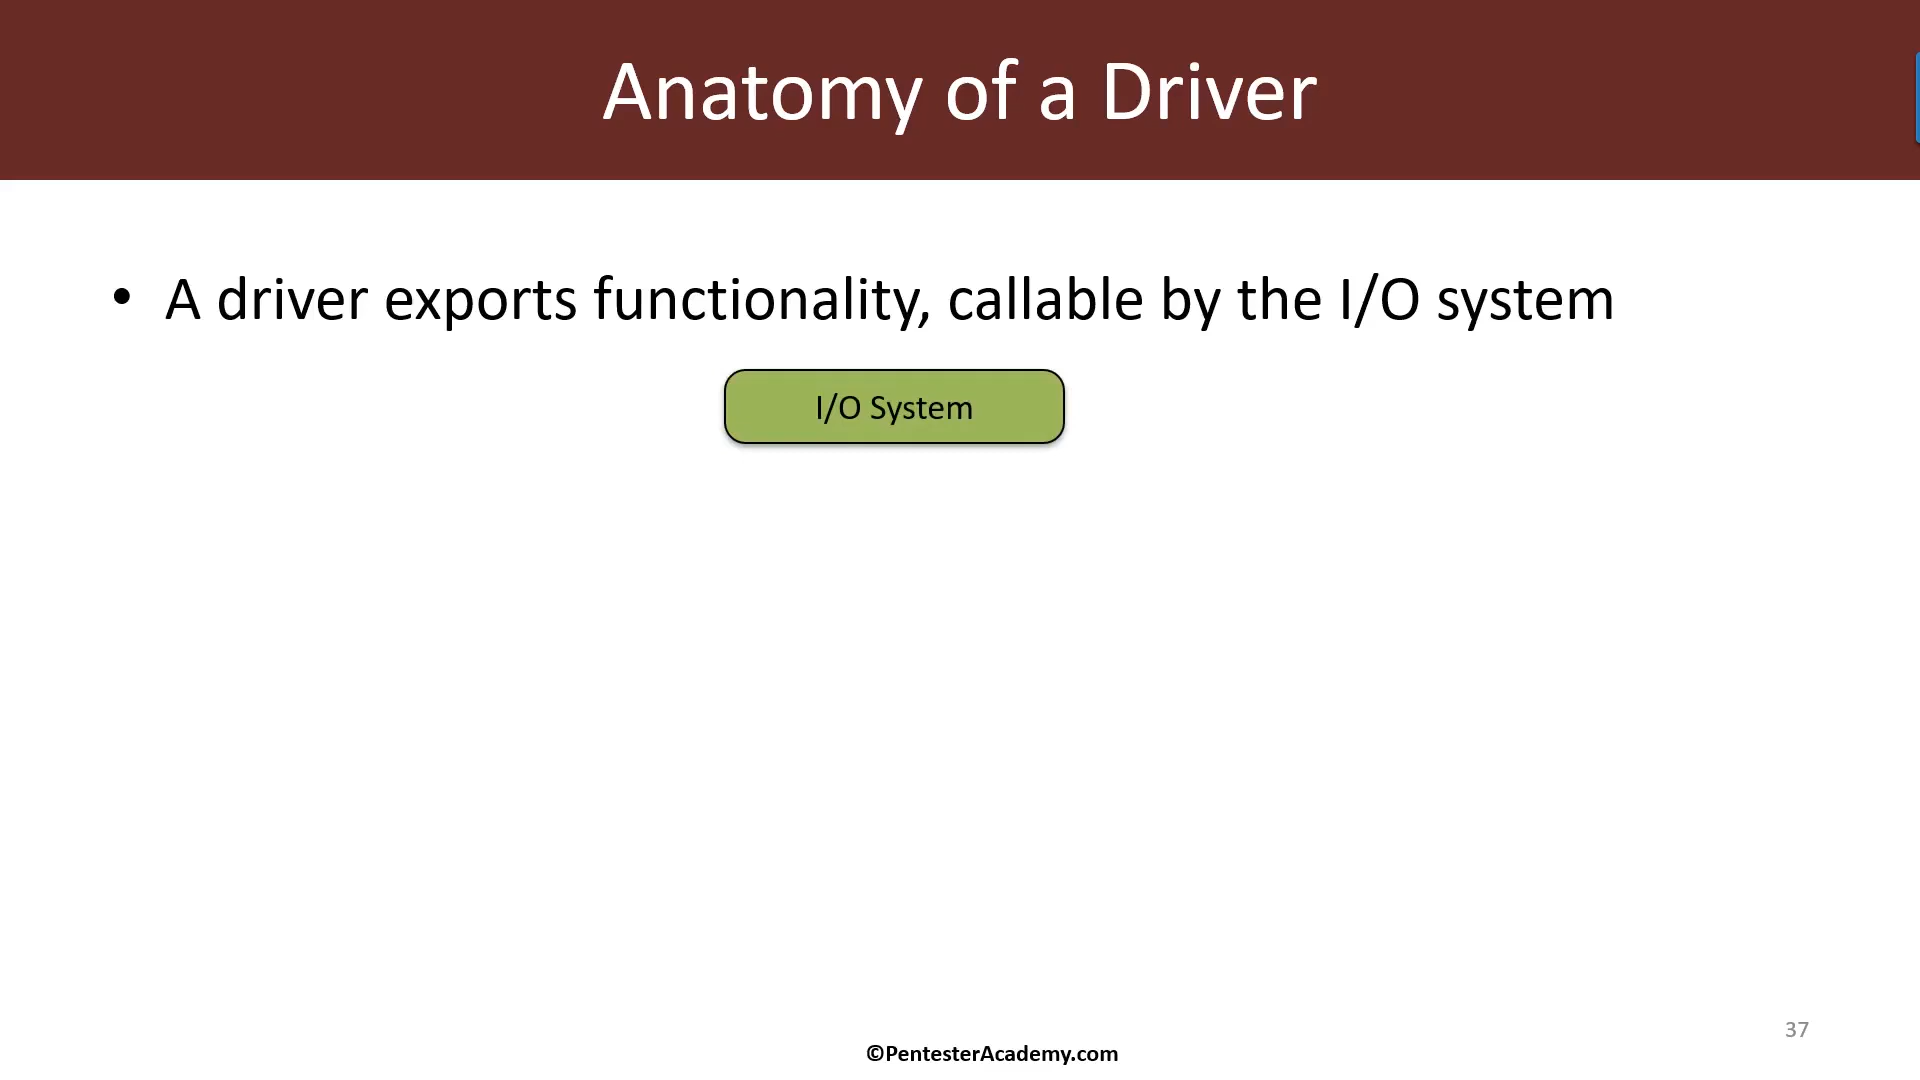 Anatomy of a Driver
• A driver exports functionality, callable by the I/O system
I/O System
37
©PentesterAcademy.com